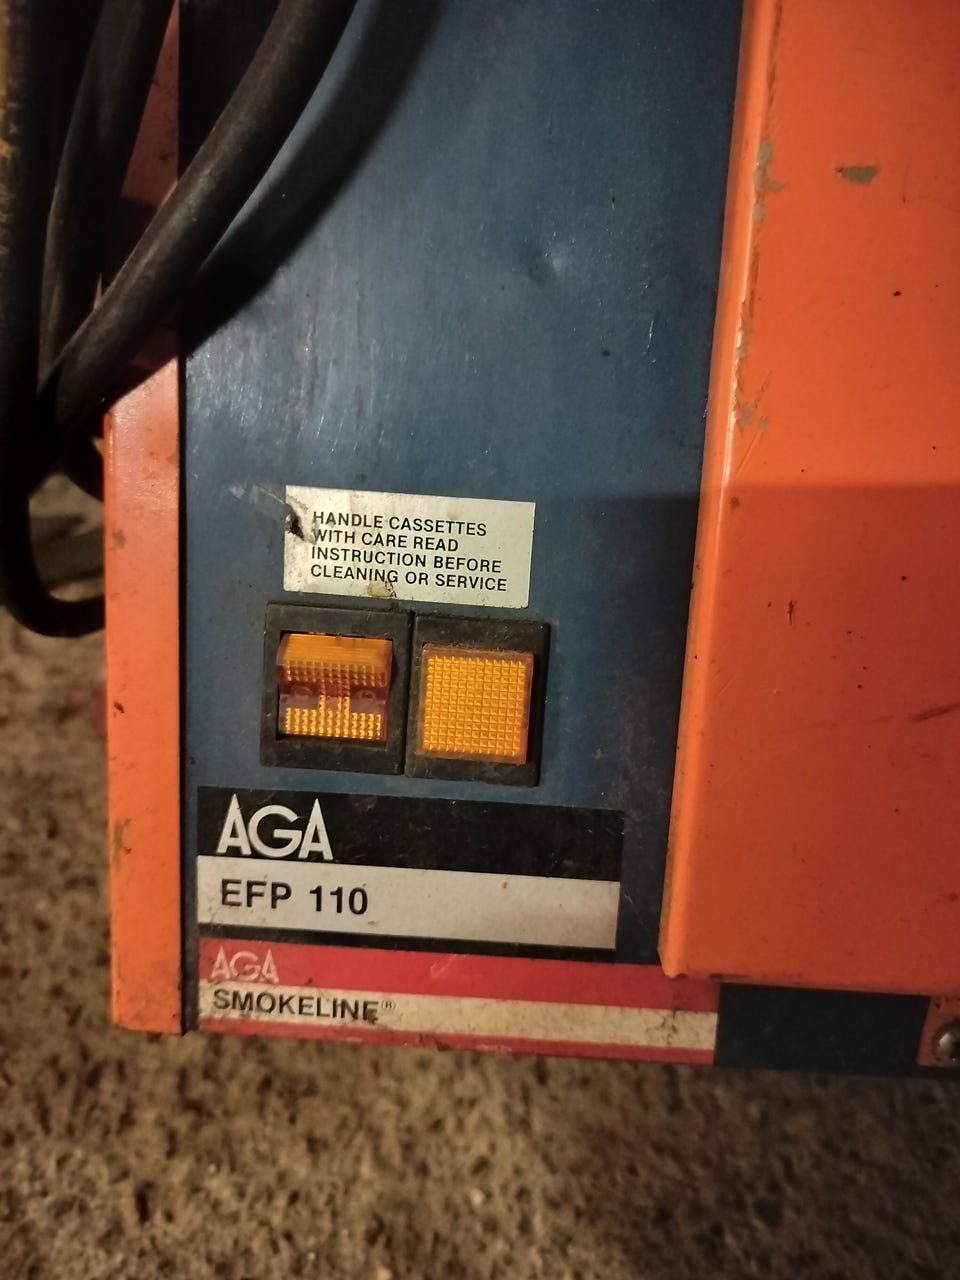 HANDLE CASSETTES
WITH CARE READ
INSTRUCTION BEFORE
CLEANING OR SERVICE
AGA
EFP 110
AGA
SMOKELINE®